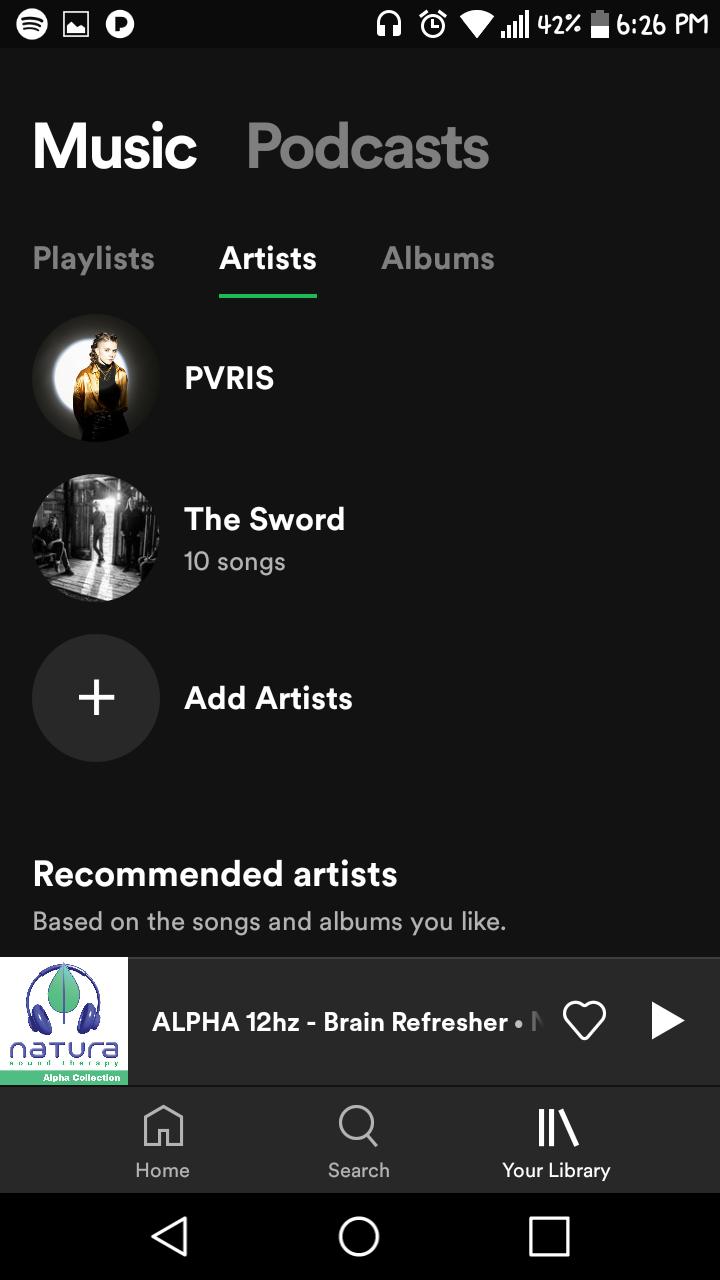 42% 6:26 PM
Music Podcasts
Playlists Artists Albums
PVRIS
The Sword
10 songs
Add Artists
Recommended artists
Based on the songs and albums you like.
ALPHA 12hz - Brain Refresher •
natura
sound therapy
Alpha Collection
Home Search Your Library